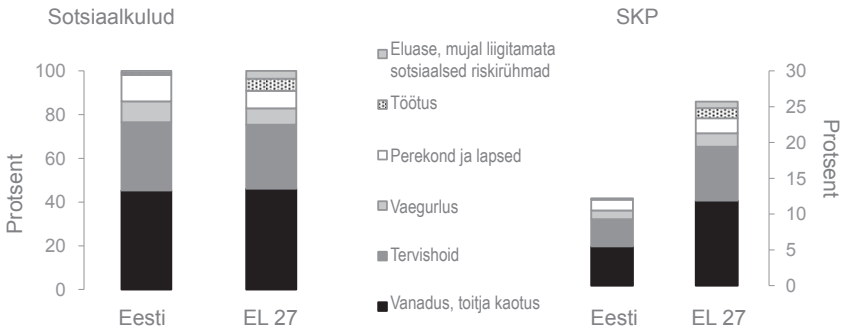 Sotsiaalkulud
SKP
Protsent
100
80
60
40
20
0
Eesti
EL 27
Eluase, mujal liigitamata
sotsiaalsed riskirühmad
Töötus
Perekond ja lapsed
Vaegurlus
Tervishoid
Vanadus, toitja kaotus
30
25
20
15
10
5
0
Protsent
Eesti
EL 27